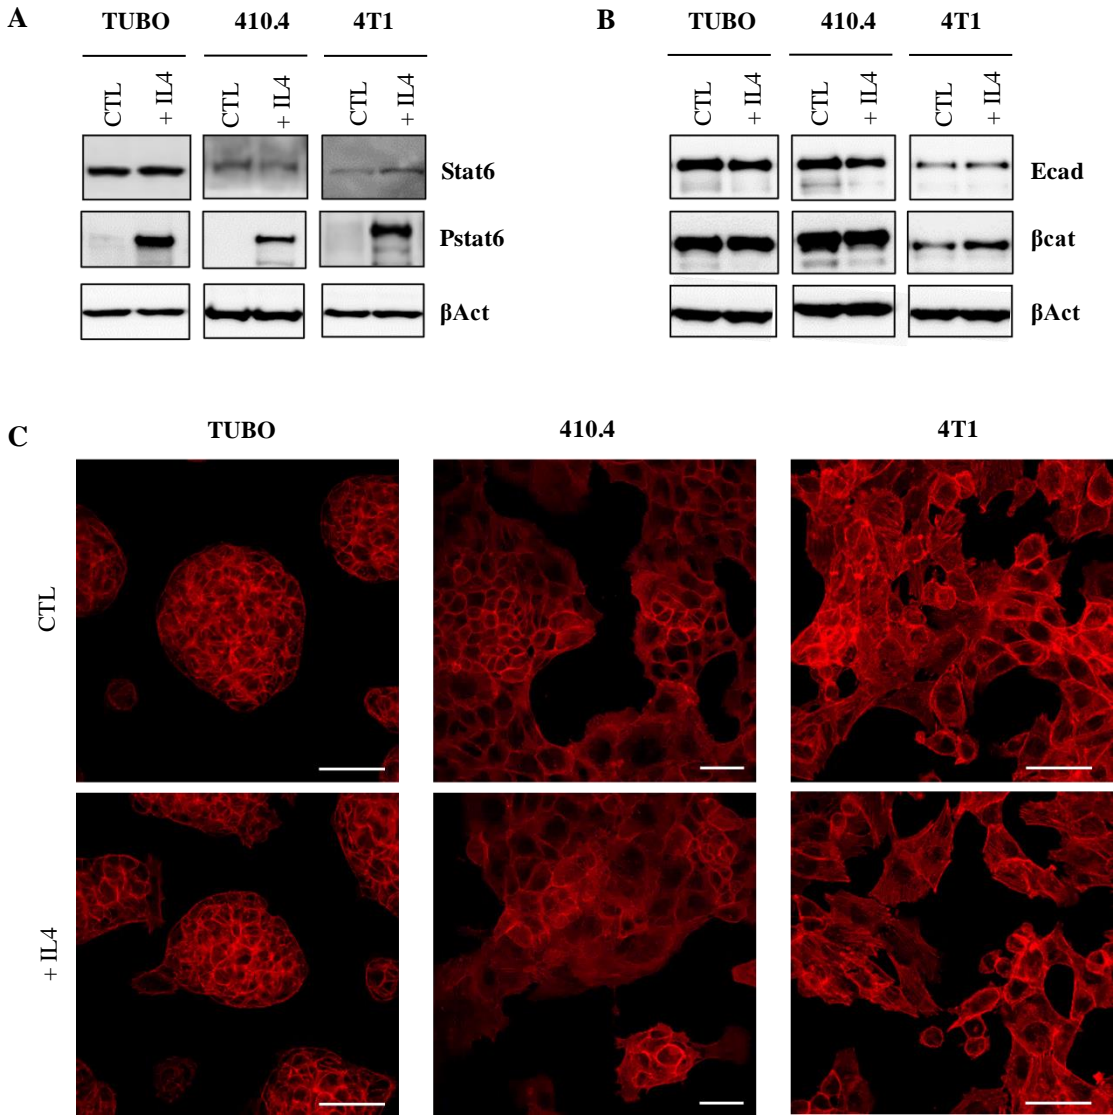 A
TUBO 410.4 4T1
CTL + IL4 CTL + IL4 CTL + IL4
Stat6
Pstat6
βAct
B
TUBO 410.4 4T1
CTL + IL4 CTL + IL4 CTL + IL4
Ecad
βcat
βAct
C
TUBO 410.4 4T1
CTL
+ IL4